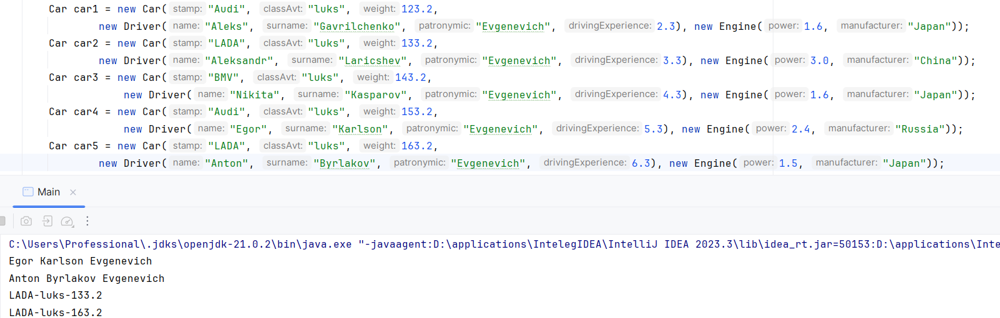 Car car1 = new Car( stamp: "Audi", classAvt: "luks", weight: 123.2,
new Driver( name: "Aleks", surname: "Gavrilchenko", patronymic: "Evgenevich", drivingExperience: 2.3), new Engine( power: 1.6, manufacturer: "Japan"));
Car car2 = new Car( stamp: "LADA", classAvt: "luks", weight: 133.2,
new Driver( name: "Aleksandr", surname: "Laricshev", patronymic: "Evgenevich", drivingExperience: 3.3), new Engine( power: 3.0, manufacturer: "China"));
Car car3 = new Car( stamp: "BMV", classAvt: "luks", weight: 143.2,
new Driver( name: "Nikita", surname: "Kasparov", patronymic: "Evgenevich", drivingExperience: 4.3), new Engine( power: 1.6, manufacturer: "Japan"));
Car car4 = new Car( stamp: "Audi", classAvt: "luks", weight: 153.2,
new Driver( name: "Egor", surname: "Karlson", patronymic: "Evgenevich", drivingExperience: 5.3), new Engine( power: 2.4, manufacturer: "Russia"));
Car car5 = new Car( stamp: "LADA", classAvt: "luks", weight: 163.2,
new Driver( name: "Anton", surname: "Byrlakov", patronymic: "Evgenevich", drivingExperience: 6.3), new Engine( power: 1.5, manufacturer: "Japan"));
Main
C:\Users\Professional\.jdks\openjdk-21.0.2\bin\java.exe "-javaagent:D:\applications\IntelegIDEA\IntelliJ IDEA 2023.3\lib\idea_rt.jar=50153:D:\applications\Inte
Egor Karlson Evgenevich
Anton Byrlakov Evgenevich
LADA-luks-133.2
LADA-luks-163.2